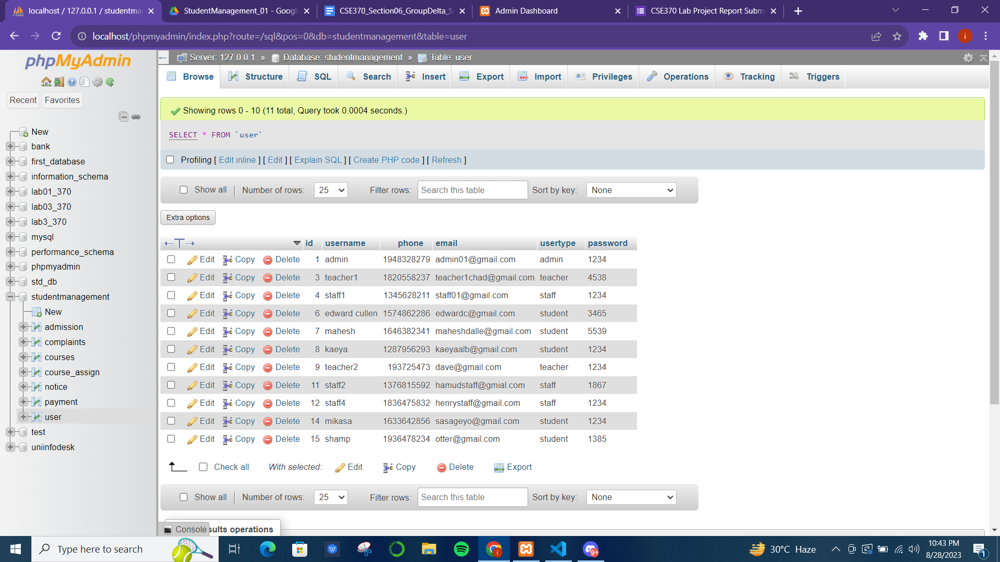 localhost / 127.0.0.1 / studentma
StudentManagement_01 - Googl
CSE370_Section06_GroupDelta_S
Admin Dashboard
CSE370 Lab Project Report Subm
localhost/phpmyadmin/index.php?route=/sql&pos=0&db=studentmanagement&table=user
i
phpMyAdmin
Recent Favorites
New
bank
first_database
information_schema
lab01_370
lab03_370
lab3_370
mysql
performance_schema
phpmyadmin
std_db
studentmanagement
New
admission
complaints
courses
course_assign
notice
payment
user
test
uniinfodesk
Server: 127.0.0.1 » Database: studentmanagement » Table: user
Browse Structure SQL Search Insert Export Import Privileges Operations Tracking Triggers
Showing rows 0 - 10 (11 total, Query took 0.0004 seconds.)
SELECT * FROM `user`
Profiling [ Edit inline ] [ Edit ] [ Explain SQL ] [ Create PHP code ] [ Refresh ]
Show all Number of rows: 25 Filter rows: Search this table Sort by key: None
Extra options
←T→ id username phone email usertype password
Edit Copy Delete 1 admin 1948328279 admin01@gmail.com admin 1234
Edit Copy Delete 3 teacher1 1820558237 teacher1chad@gmail.com teacher 4538
Edit Copy Delete 4 staff1 1345628211 staff01@gmail.com staff 1234
Edit Copy Delete 6 edward cullen 1574862286 edwardc@gmail.com student 3465
Edit Copy Delete 7 mahesh 1646382341 maheshdalle@gmail.com student 5539
Edit Copy Delete 8 kaeya 1287956293 kaeyaalb@gmail.com student 1234
Edit Copy Delete 9 teacher2 193725473 dave@gmail.com teacher 1234
Edit Copy Delete 11 staff2 1376815592 hamudstaff@gmial.com staff 1867
Edit Copy Delete 12 staff4 1836475832 henrystaff@gmail.com staff 1234
Edit Copy Delete 14 mikasa 1633642856 sasageyo@gmail.com student 1234
Edit Copy Delete 15 shamp 1936478234 otter@gmail.com student 1385
Check all With selected: Edit Copy Delete Export
Show all Number of rows: 25 Filter rows: Search this table Sort by key: None
Console sults operations
Type here to search
9+
30°C Haze
10:43 PM
8/28/2023
1